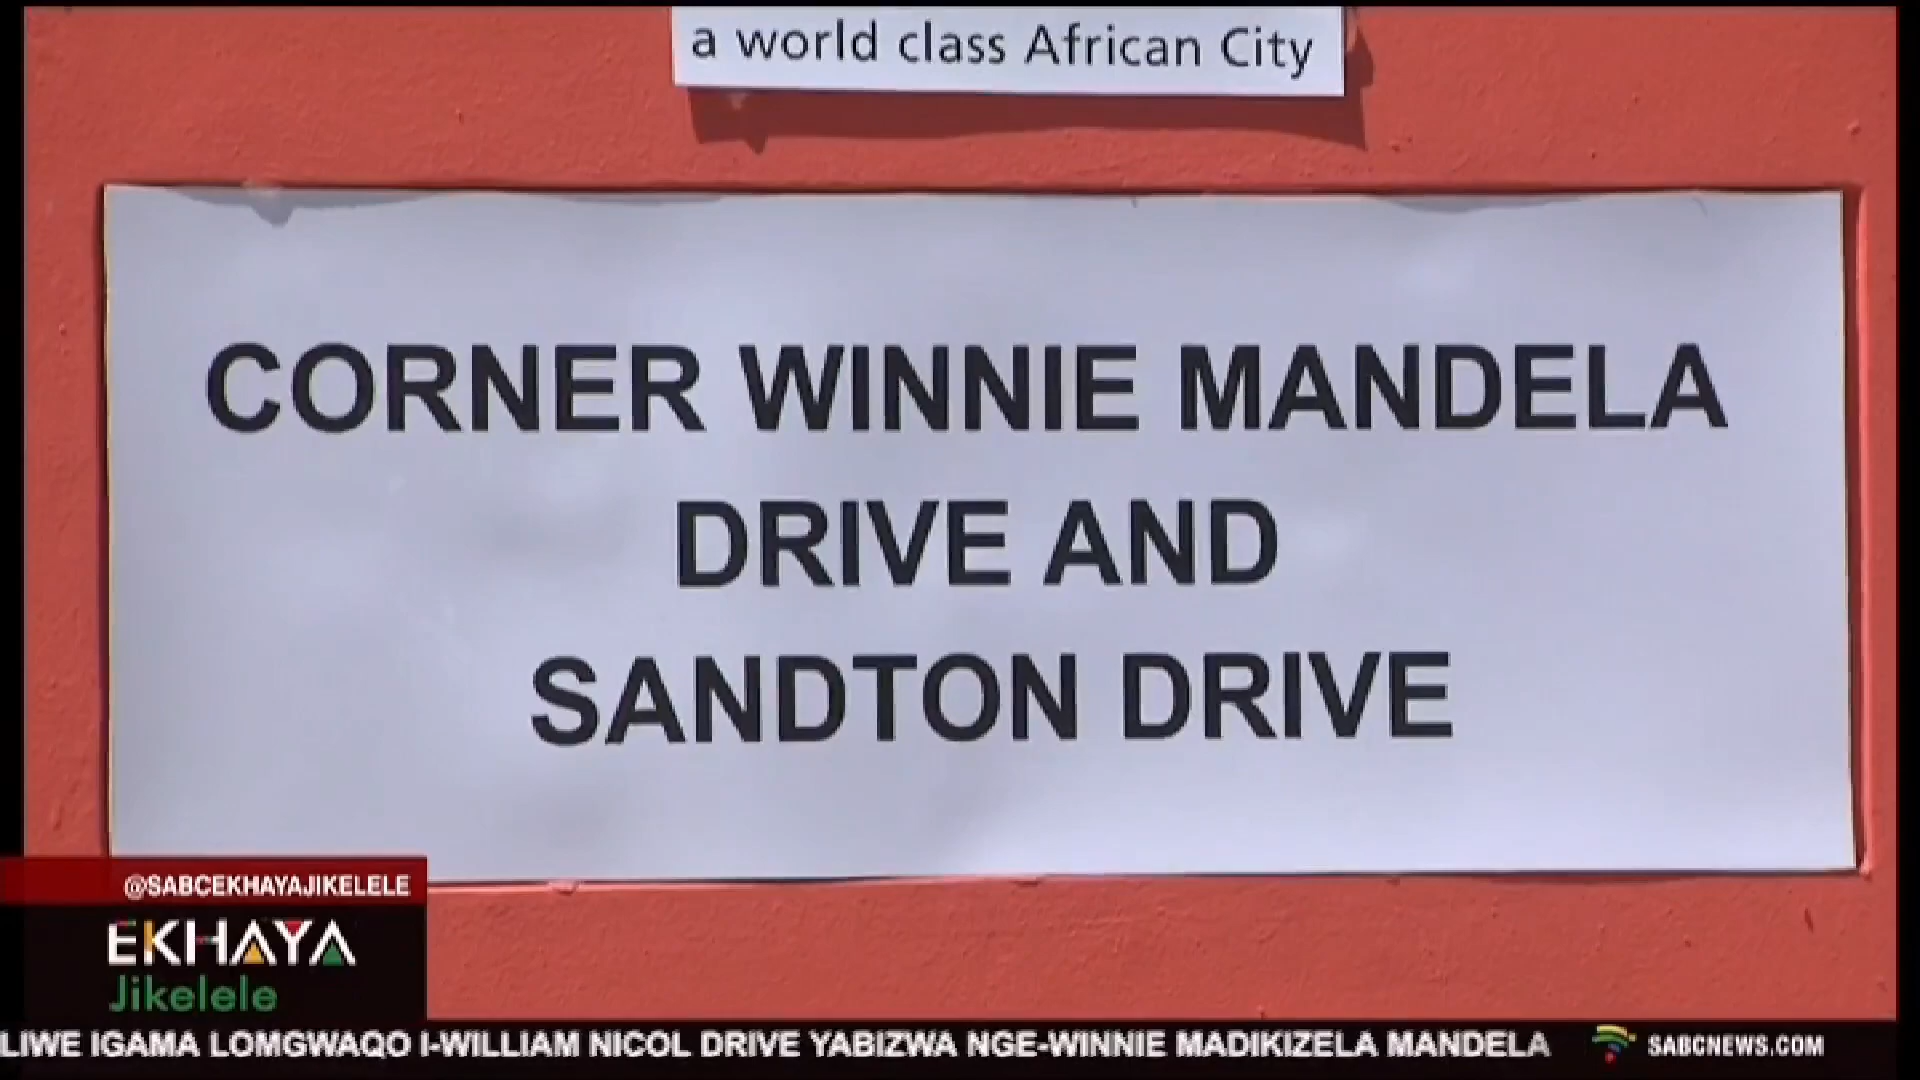 a world class African City
CORNER WINNIE MANDELA
DRIVE AND
SANDTON DRIVE
@SABCEKHAYAJIKELELE
EKHAYA
Jikelele
LIWE IGAMA LOMGWAQO I-WILLIAM NICOL DRIVE YABIZWA NGE-WINNIE MADIKIZELA MANDELA
SABCNEWS.COM